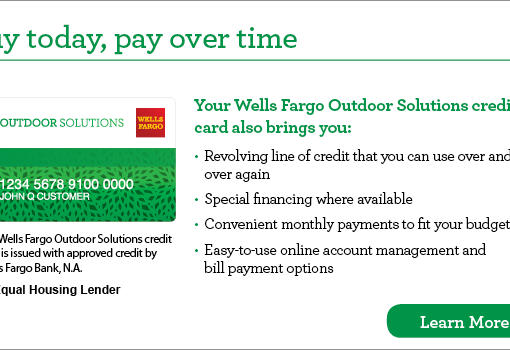 y today, pay over time
OUTDOOR SOLUTIONS
WELLS
FARGO
1234 5678 9100 0000
JOHN Q CUSTOMER
Wells Fargo Outdoor Solutions credit
is issued with approved credit by
s Fargo Bank, N.A.
qual Housing Lender
Your Wells Fargo Outdoor Solutions credi
card also brings you:
• Revolving line of credit that you can use over and
over again
• Special financing where available
• Convenient monthly payments to fit your budget
• Easy-to-use online account management and
bill payment options
Learn More